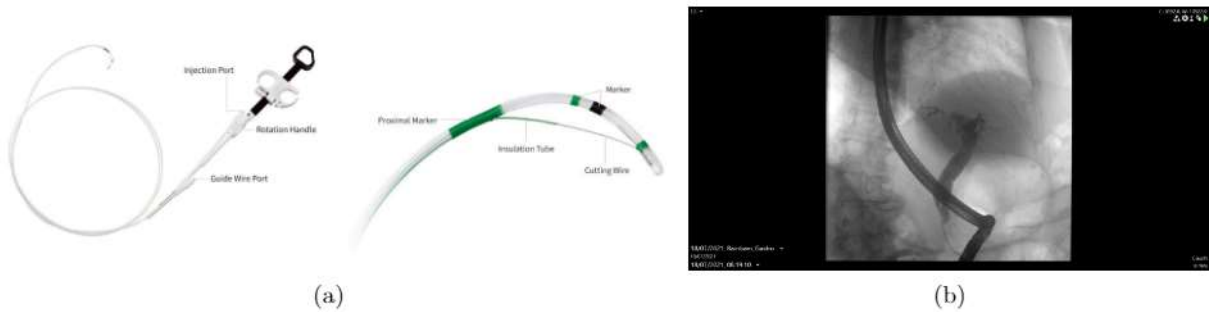 Injection Port
Rotation Handle
Guide Wire Port
Marker
Proximal Marker
Insulation Tube
Cutting Wire
(a)
(b)